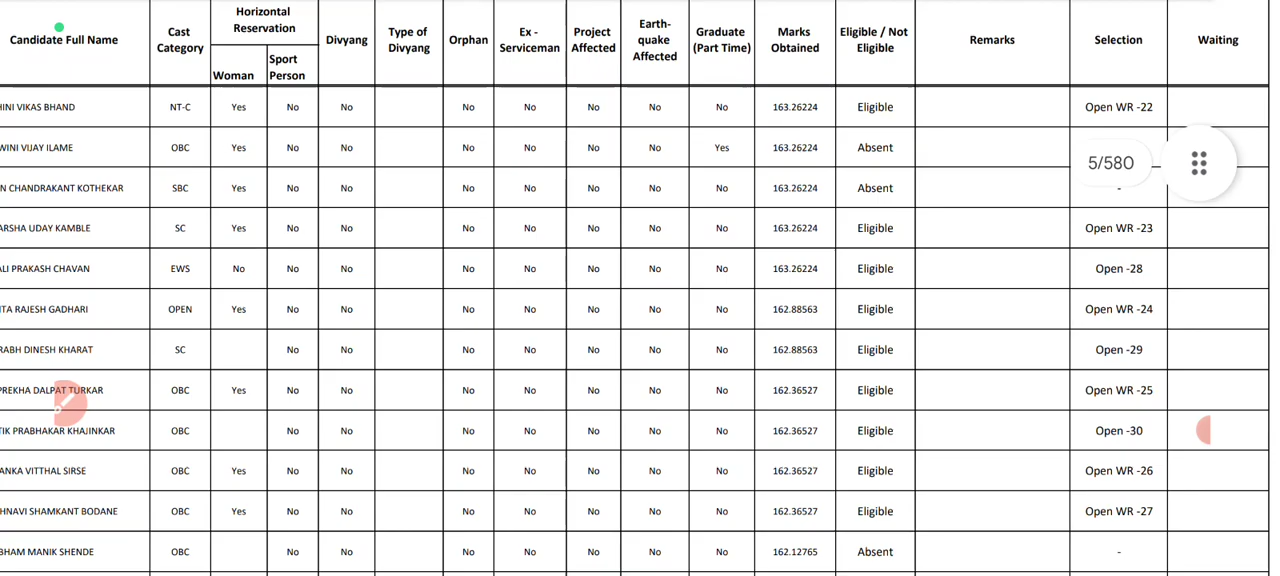 Candidate Full Name Cast Category Horizontal Reservation Woman Sport Person Divyang Type of Divyang Orphan Ex - Serviceman Project Affected Earth-quake Affected Graduate (Part Time) Marks Obtained Eligible / Not Eligible Remarks Selection Waiting
HINI VIKAS BHAND NT-C Yes No No No No No No No 163.26224 Eligible Open WR -22
WINI VIJAY ILAME OBC Yes No No No No No No Yes 163.26224 Absent
5/580
N CHANDRAKANT KOTHEKAR SBC Yes No No No No No No No 163.26224 Absent -
ARSHA UDAY KAMBLE SC Yes No No No No No No No 163.26224 Eligible Open WR -23
ALI PRAKASH CHAVAN EWS No No No No No No No No 163.26224 Eligible Open -28
ITA RAJESH GADHARI OPEN Yes No No No No No No No 162.88563 Eligible Open WR -24
RABH DINESH KHARAT SC No No No No No No No 162.88563 Eligible Open -29
PREKHA DALPAT TURKAR OBC Yes No No No No No No No 162.36527 Eligible Open WR -25
TIK PRABHAKAR KHAJINKAR OBC No No No No No No No 162.36527 Eligible Open -30
ANKA VITTHAL SIRSE OBC Yes No No No No No No No 162.36527 Eligible Open WR -26
HNAVI SHAMKANT BODANE OBC Yes No No No No No No No 162.36527 Eligible Open WR -27
BHAM MANIK SHENDE OBC No No No No No No No 162.12765 Absent -